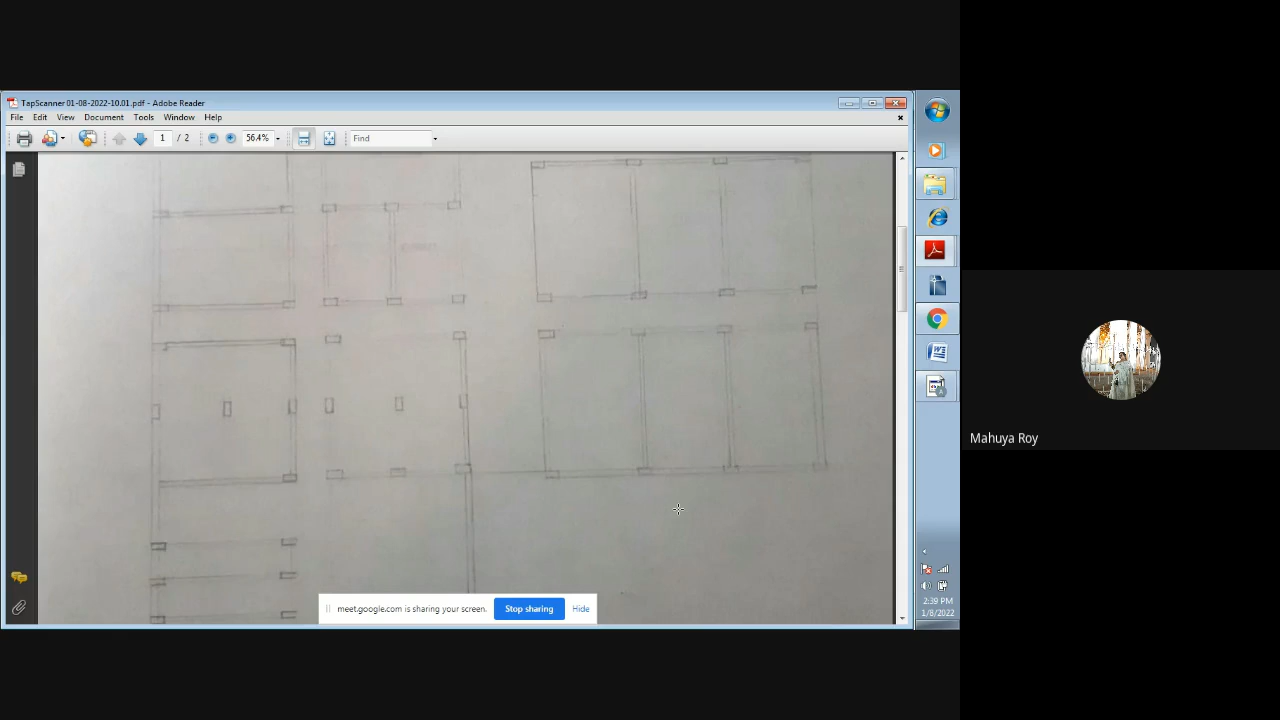 TapScanner 01-08-2022-10.01.pdf - Adobe Reader
File Edit View Document Tools Window Help
1 / 2 56.4% Find
meet.google.com is sharing your screen. Stop sharing Hide
2:39 PM
1/8/2022
Mahuya Roy